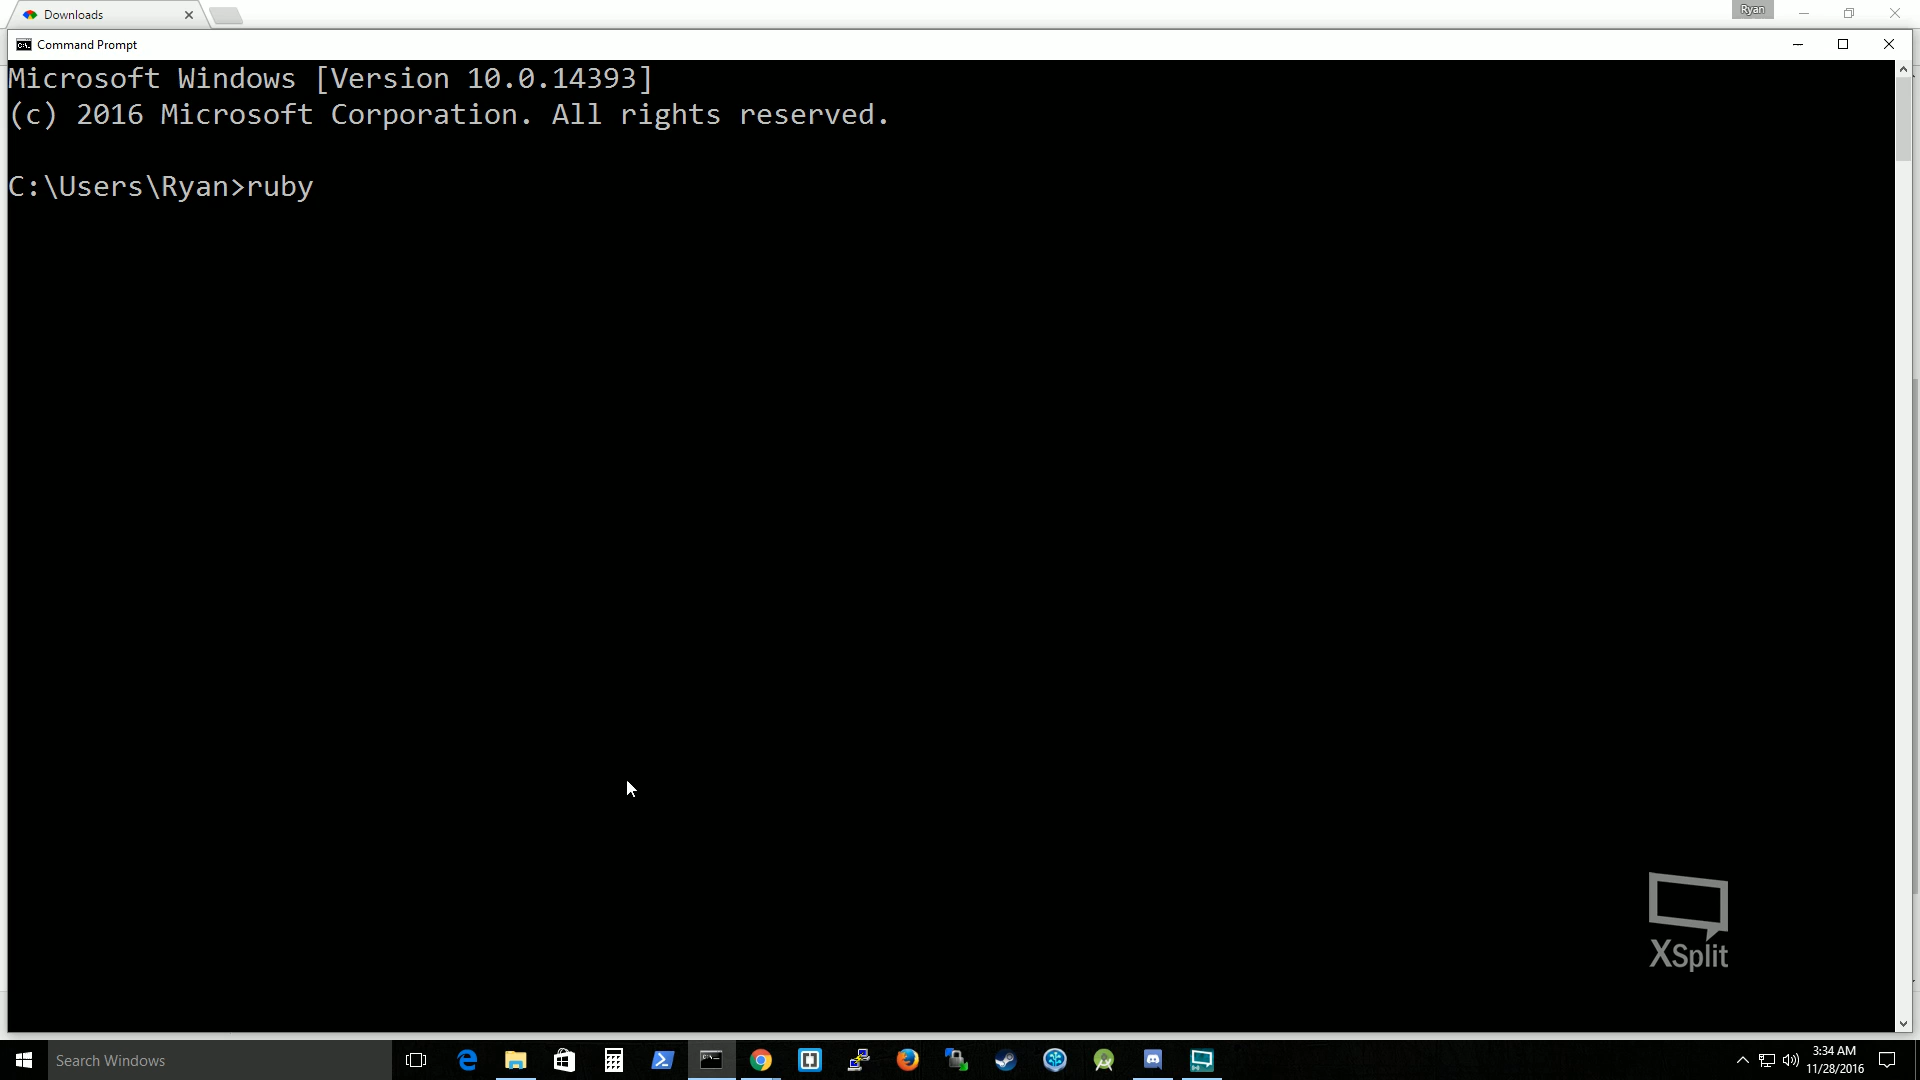 Downloads
Ryan
Command Prompt
Microsoft Windows [Version 10.0.14393]
(c) 2016 Microsoft Corporation. All rights reserved.
C:\Users\Ryan>ruby
XSplit
Search Windows
3:34 AM
11/28/2016